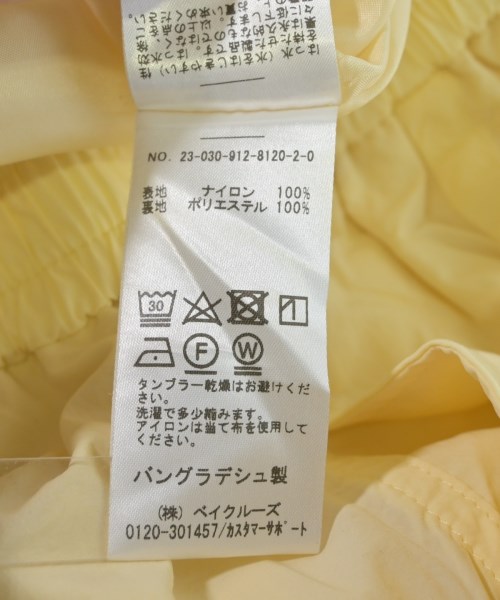 NO. 23-030-912-8120-2-0
表地 ナイロン 100%
裏地 ポリエステル 100%
30
1
F W
タンブラー乾燥はお避けくだ
さい。
洗濯で多少縮みます。
アイロンは当て布を使用して
ください。
バングラデシュ製
(株) ベイクルーズ
0120-301457/カスタマーサポート